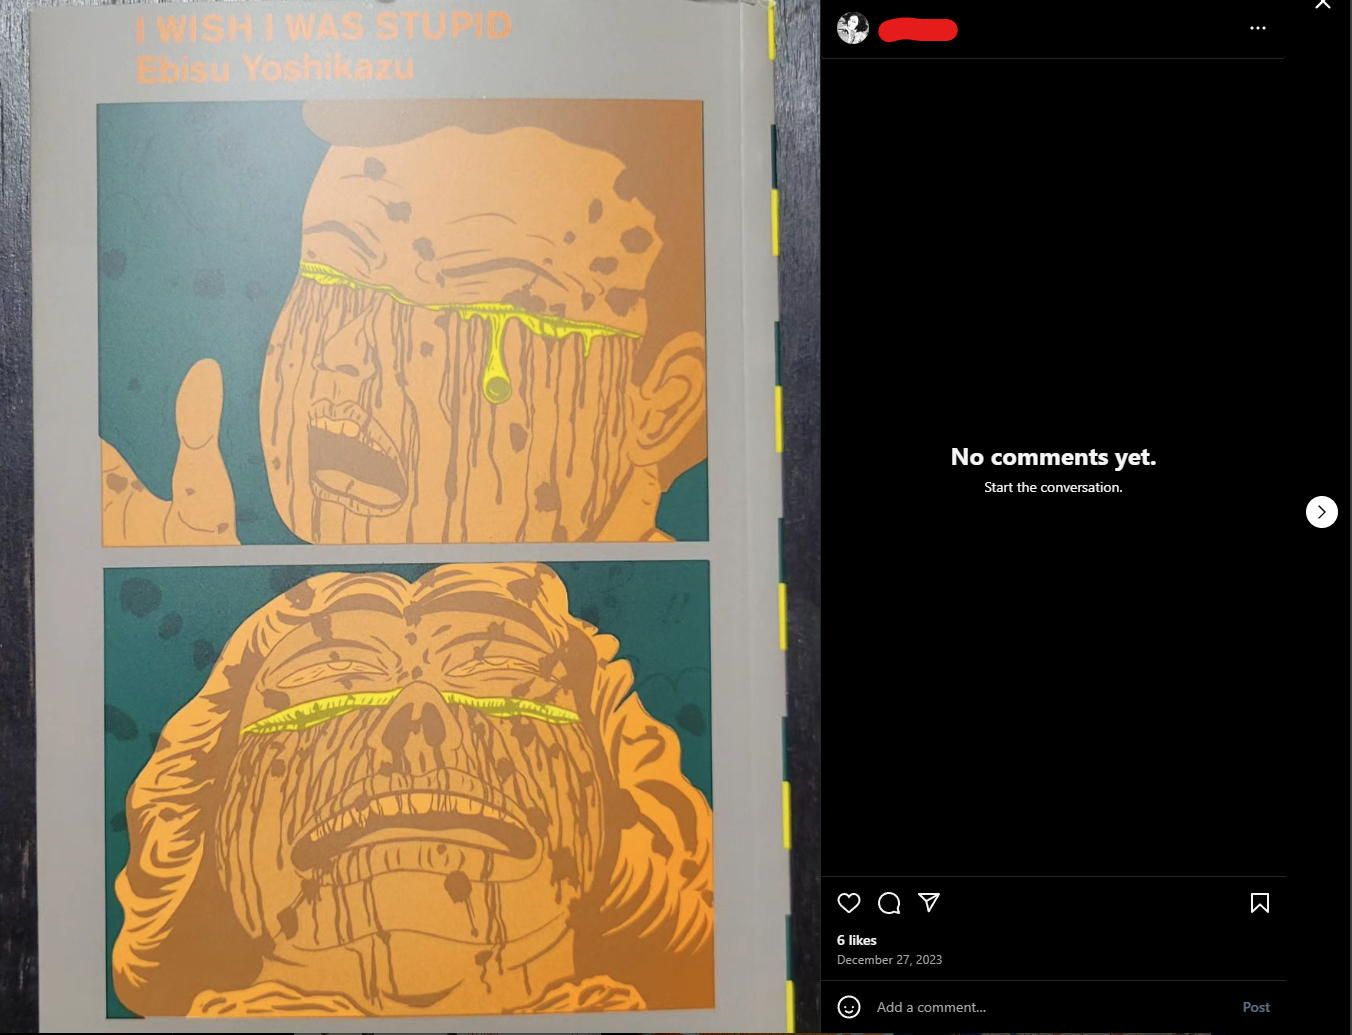 I WISH I WAS STUPID
Ebisu Yoshikazu
No comments yet.
Start the conversation.
6 likes
December 27, 2023
Add a comment...
Post